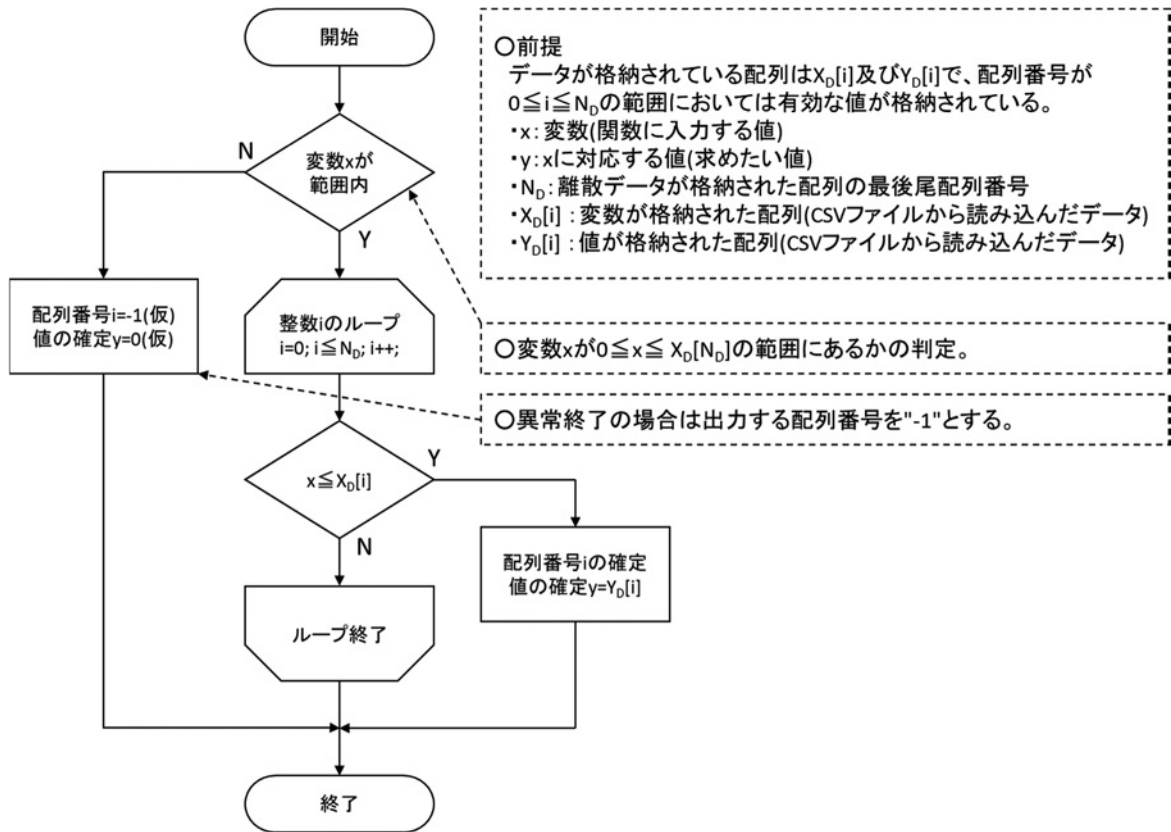 開始
変数xが
範囲内
N
Y
配列番号i=-1(仮)
値の確定y=0(仮)
整数iのループ
i=0; i≦ND; i++;
x≦XD[i]
Y
N
配列番号iの確定
値の確定y=YD[i]
ループ終了
終了
○前提
データが格納されている配列はXD[i]及びYD[i]で、配列番号が
0≦i≦NDの範囲においては有効な値が格納されている。
・x：変数(関数に入力する値)
・y：xに対応する値(求めたい値)
・ND：離散データが格納された配列の最後尾配列番号
・XD[i]：変数が格納された配列(CSVファイルから読み込んだデータ)
・YD[i]：値が格納された配列(CSVファイルから読み込んだデータ)
○変数xが0≦x≦ XD[ND]の範囲にあるかの判定。
○異常終了の場合は出力する配列番号を"-1"とする。